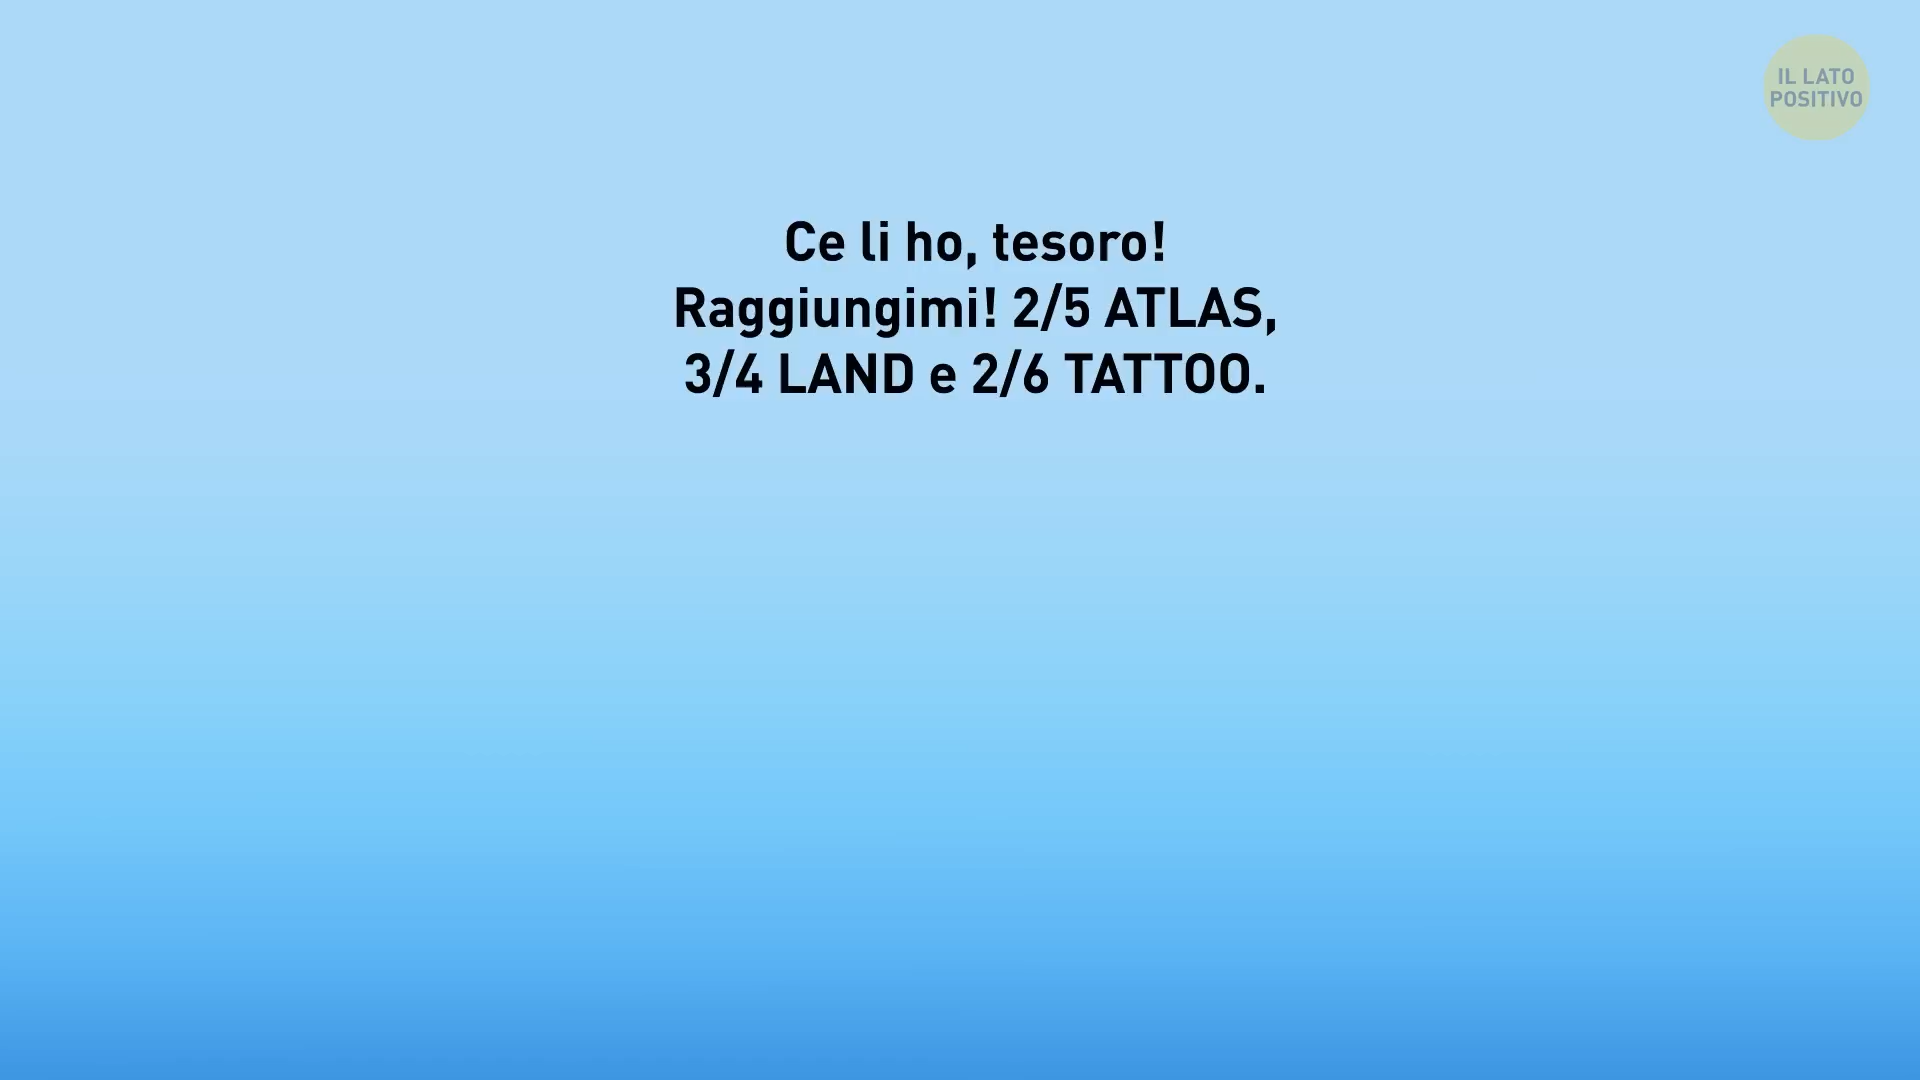 IL LATO
POSITIVO
Ce li ho, tesoro!
Raggiungimi! 2/5 ATLAS,
3/4 LAND e 2/6 TATTOO.